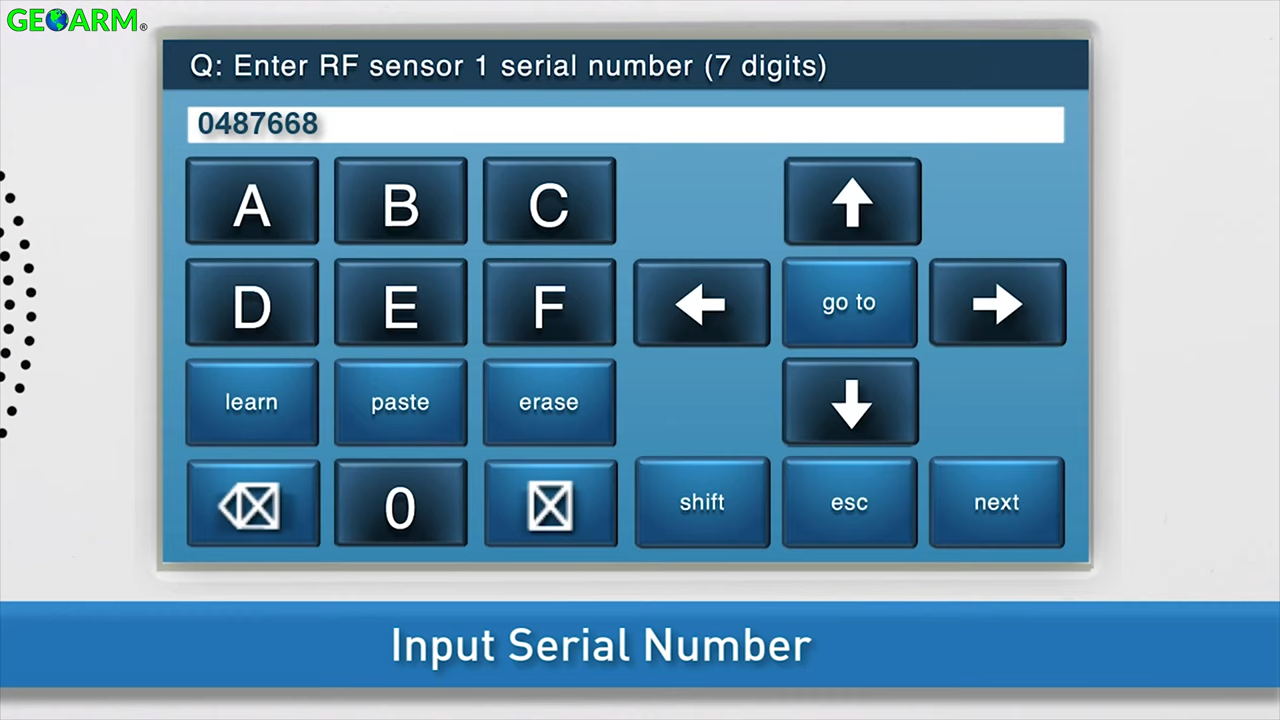 GEOARM®
Q: Enter RF sensor 1 serial number (7 digits)
0487668
A B C
D E F go to
learn paste erase
0 shift esc next
Input Serial Number